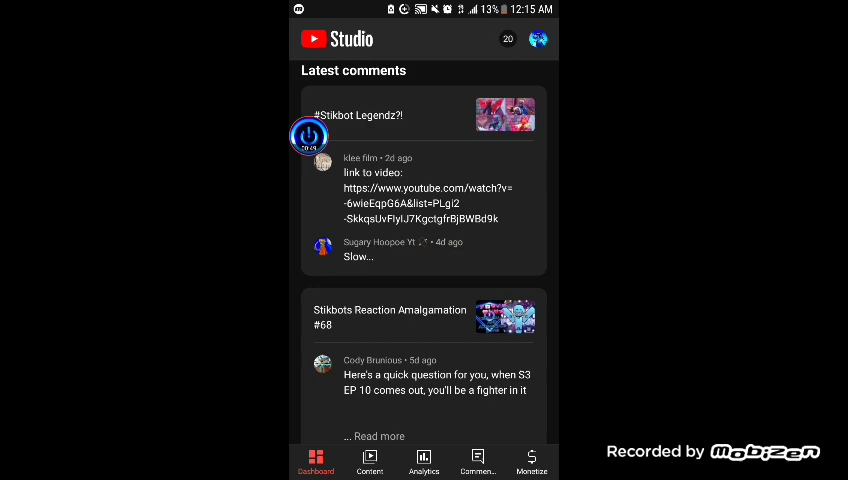 13% 12:15 AM
Studio
20
Latest comments
#Stikbot Legendz?!
00:49
klee film • 2d ago
link to video:
https://www.youtube.com/watch?v=
-6wieEqpG6A&list=PLgi2
-SkkqsUvFIyIJ7KgctgfrBjBWBd9k
Sugary Hoopoe Yt • 4d ago
Slow...
Stikbots Reaction Amalgamation
#68
Cody Brunious • 5d ago
Here's a quick question for you, when S3
EP 10 comes out, you'll be a fighter in it
... Read more
Dashboard
Content
Analytics
Commen...
Monetize
Recorded by Mobizen